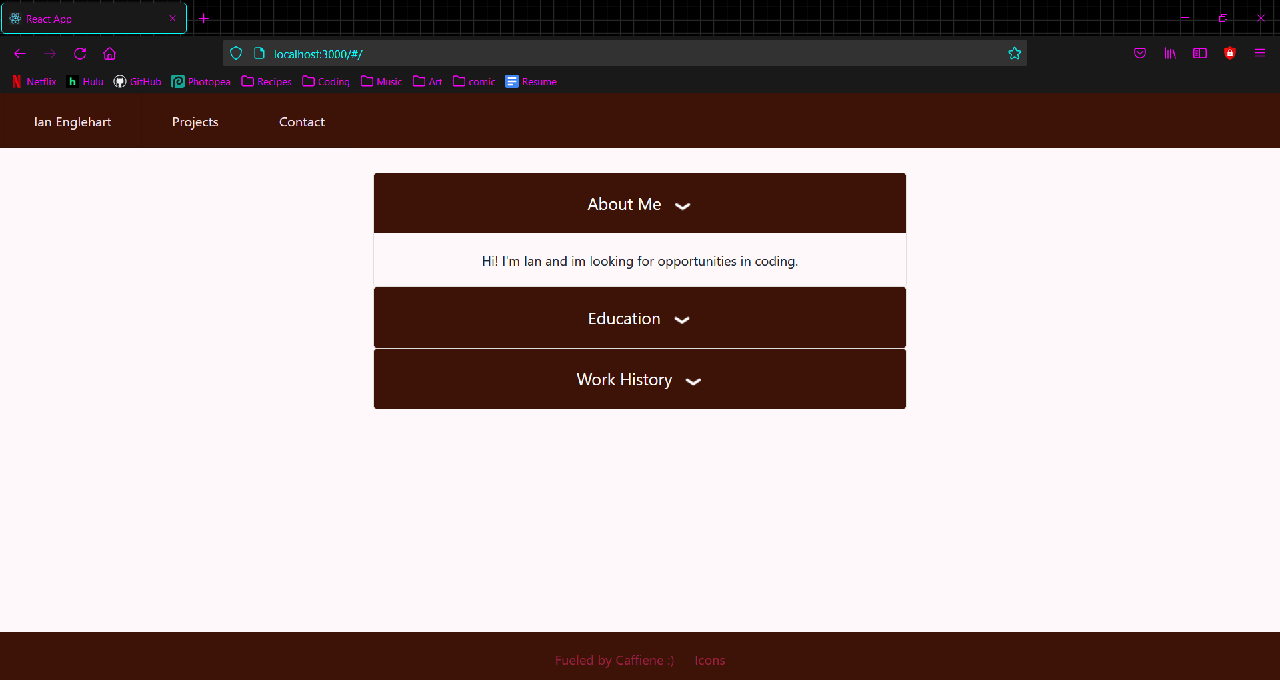 React App
localhost:3000/#/
Netflix Hulu GitHub Photopea Recipes Coding Music Art comic Resume
Ian Englehart Projects Contact
About Me
Hi! I'm Ian and im looking for opportunities in coding.
Education
Work History
Fueled by Caffiene :) Icons